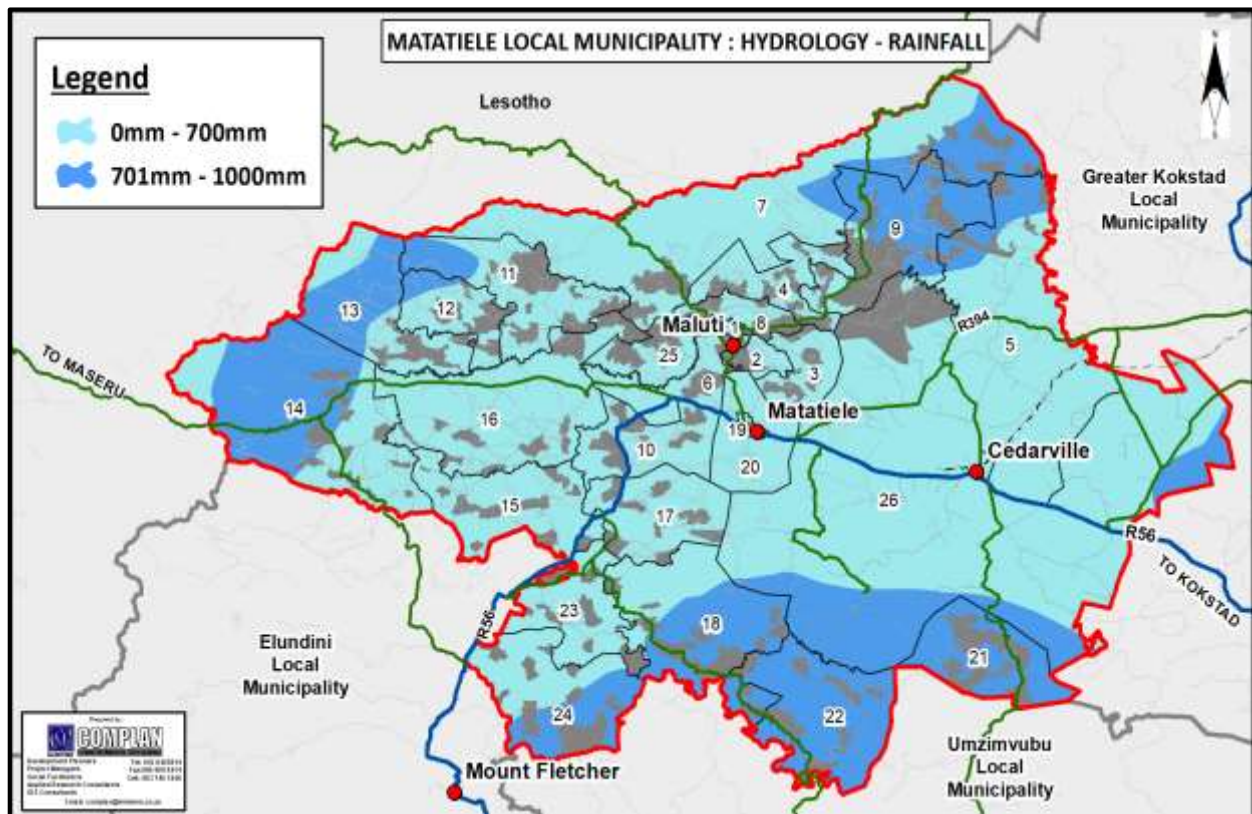 MATATIELE LOCAL MUNICIPALITY : HYDROLOGY - RAINFALL
Legend
0mm - 700mm
701mm - 1000mm
Lesotho
Greater Kokstad
Local
Municipality
7
9
11
4
13
12
R394
5
Maluti
1
8
25
2
TO MASERU
6
3
14
16
Matatiele
19
10
20
Cedarville
26
15
17
R56
TO KOKSTAD
23
R56
18
Elundini
Local
Municipality
21
24
22
Prepared by:
COMPLAN
Umzimvubu
Local
Municipality
Mount Fletcher